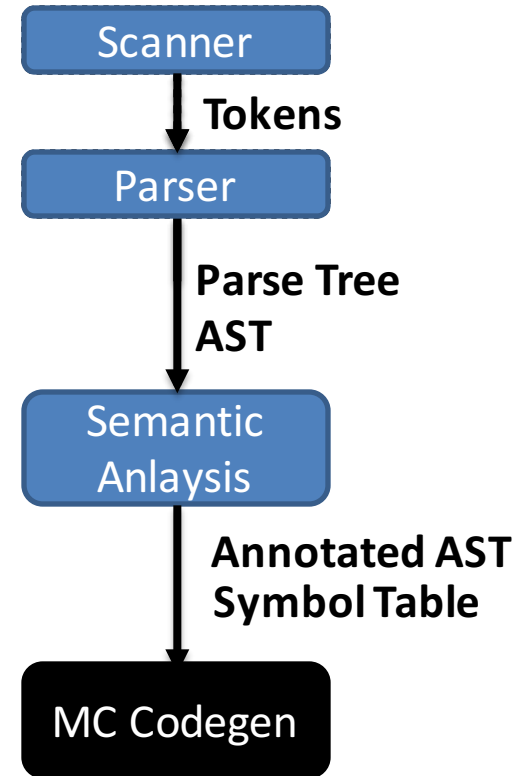 Scanner
Tokens
Parser
Parse Tree
AST
Semantic
Anlaysis
Annotated AST
Symbol Table
MC Codegen